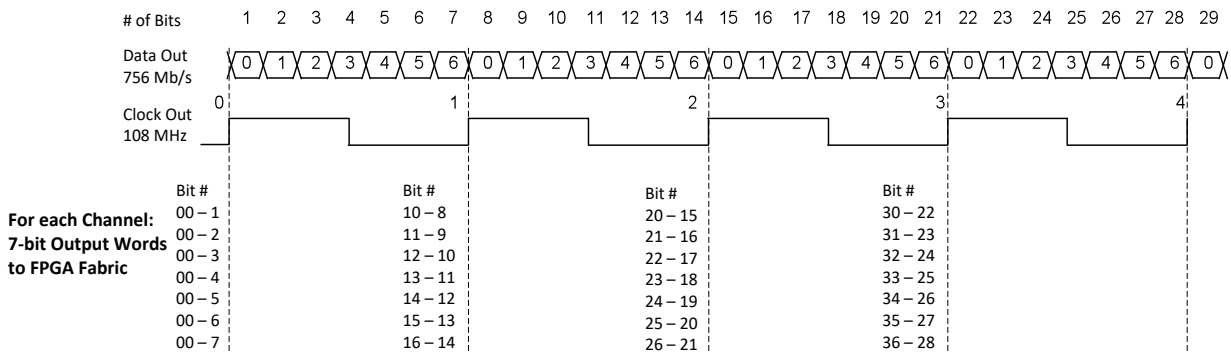 # of Bits 1 2 3 4 5 6 7 8 9 10 11 12 13 14 15 16 17 18 19 20 21 22 23 24 25 26 27 28 29
Data Out 0 1 2 3 4 5 6 0 1 2 3 4 5 6 0 1 2 3 4 5 6 0 1 2 3 4 5 6 0
756 Mb/s
0 1 2 3 4
Clock Out
108 MHz
Bit # Bit # Bit # Bit #
For each Channel:
7-bit Output Words
to FPGA Fabric
00 – 1 10 – 8 20 – 15 30 – 22
00 – 2 11 – 9 21 – 16 31 – 23
00 – 3 12 – 10 22 – 17 32 – 24
00 – 4 13 – 11 23 – 18 33 – 25
00 – 5 14 – 12 24 – 19 34 – 26
00 – 6 15 – 13 25 – 20 35 – 27
00 – 7 16 – 14 26 – 21 36 – 28